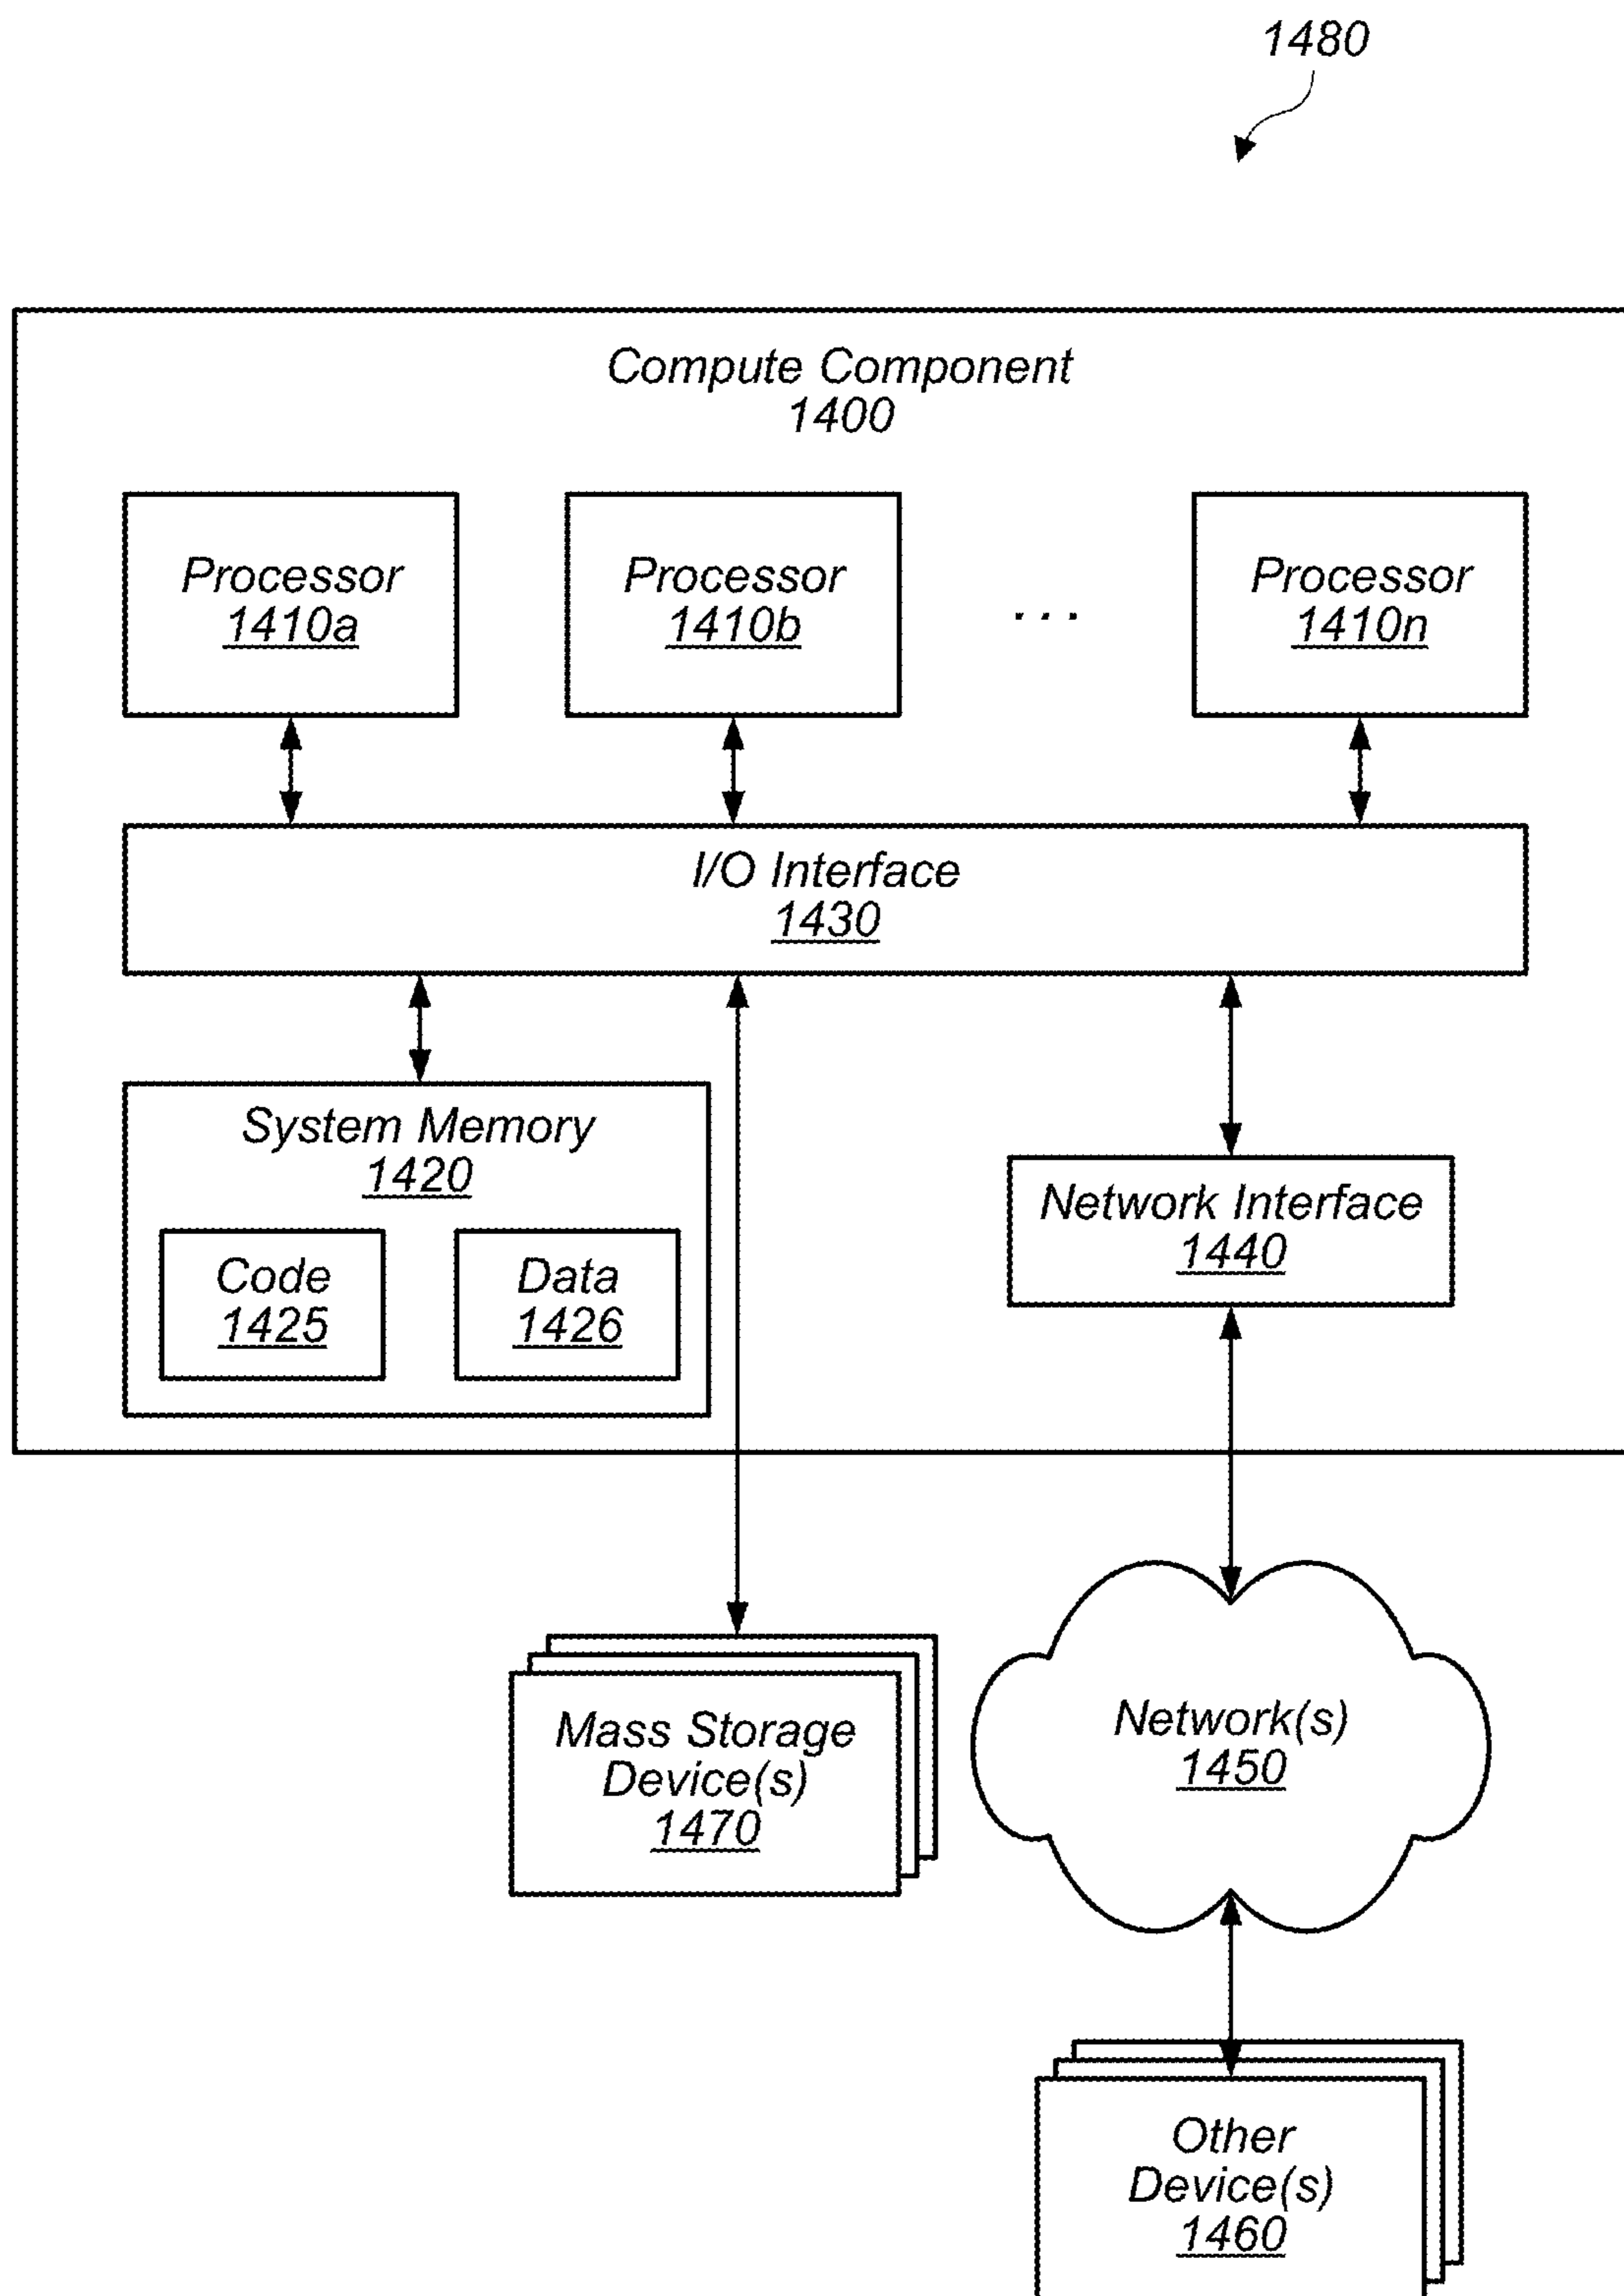 1480
Compute Component
1400
Processor
1410a
Processor
1410b
. . .
Processor
1410n
I/O Interface
1430
System Memory
1420
Code
1425
Data
1426
Network Interface
1440
Mass Storage
Device(s)
1470
Network(s)
1450
Other
Device(s)
1460